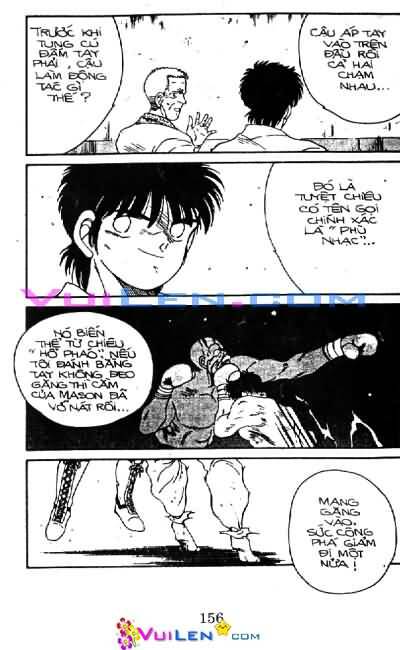 TRƯỚC KHI
TUNG CÚ
ĐẤM TAY
PHẢI, CẬU
LÀM ĐỘNG
TÁC GÌ
THẾ?
CẬU ÁP TAY
VÀO TRÊN
ĐẦU RỒI
CẢ HAI
CHẠM
NHAU...
ĐÓ LÀ
TUYỆT CHIÊU
CÓ TÊN GỌI
CHÍNH XÁC
LÀ "PHÙ
NHẠC"...
VUILEN.COM
NÓ BIẾN
THỂ TỪ CHIÊU
"HỔ PHÁO". NẾU
TÔI ĐÁNH BẰNG
TAY KHÔNG ĐEO
GĂNG THÌ CẰM
CỦA MASON ĐÃ
VỠ NÁT RỒI...
MANG
GĂNG
VÀO,
SỨC CÔNG
PHÁ GIẢM
ĐI MỘT
NỬA!
156
VUILEN.COM